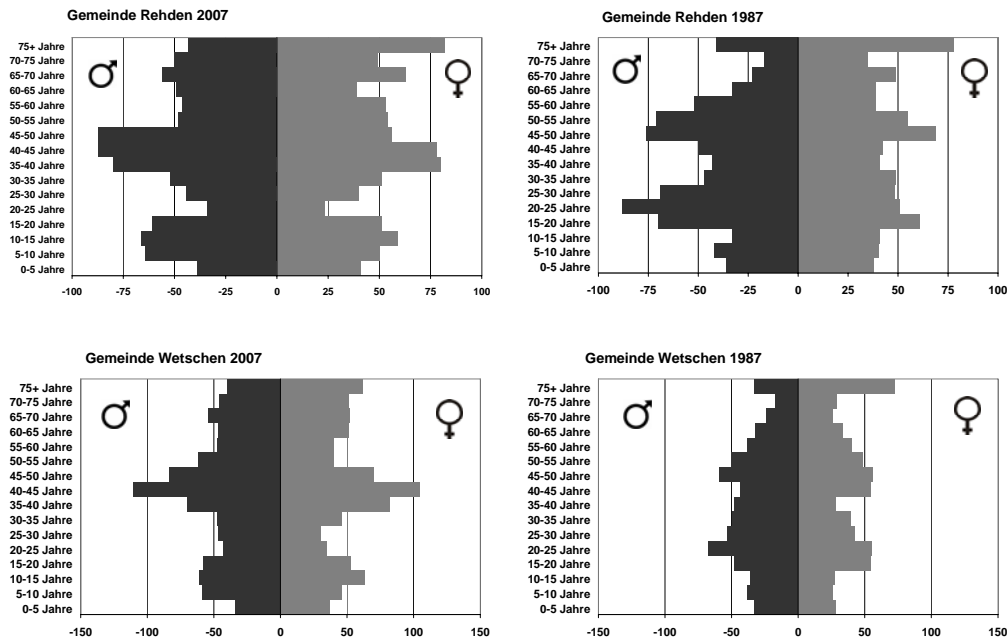 Gemeinde Rehden 2007
75+ Jahre
70-75 Jahre
65-70 Jahre
60-65 Jahre
55-60 Jahre
50-55 Jahre
45-50 Jahre
40-45 Jahre
35-40 Jahre
30-35 Jahre
25-30 Jahre
20-25 Jahre
15-20 Jahre
10-15 Jahre
5-10 Jahre
0-5 Jahre
-100 -75 -50 -25 0 25 50 75 100
Gemeinde Rehden 1987
75+ Jahre
70-75 Jahre
65-70 Jahre
60-65 Jahre
55-60 Jahre
50-55 Jahre
45-50 Jahre
40-45 Jahre
35-40 Jahre
30-35 Jahre
25-30 Jahre
20-25 Jahre
15-20 Jahre
10-15 Jahre
5-10 Jahre
0-5 Jahre
-100 -75 -50 -25 0 25 50 75 100
Gemeinde Wetschen 2007
75+ Jahre
70-75 Jahre
65-70 Jahre
60-65 Jahre
55-60 Jahre
50-55 Jahre
45-50 Jahre
40-45 Jahre
35-40 Jahre
30-35 Jahre
25-30 Jahre
20-25 Jahre
15-20 Jahre
10-15 Jahre
5-10 Jahre
0-5 Jahre
-150 -100 -50 0 50 100 150
Gemeinde Wetschen 1987
75+ Jahre
70-75 Jahre
65-70 Jahre
60-65 Jahre
55-60 Jahre
50-55 Jahre
45-50 Jahre
40-45 Jahre
35-40 Jahre
30-35 Jahre
25-30 Jahre
20-25 Jahre
15-20 Jahre
10-15 Jahre
5-10 Jahre
0-5 Jahre
-150 -100 -50 0 50 100 150